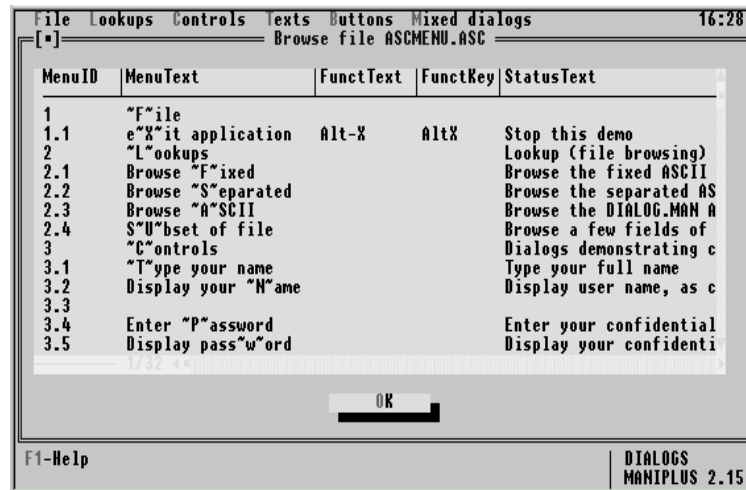 File Lookups Controls Texts Buttons Mixed dialogs 16:28
[▪] Browse file ASCMENU.ASC
MenuID |MenuText |FunctText |FunctKey|StatusText
1 ~F~ile
1.1 e~X~it application Alt-X AltX Stop this demo
2 ~L~ookups Lookup (file browsing)
2.1 Browse ~F~ixed Browse the fixed ASCII
2.2 Browse ~S~eparated Browse the separated AS
2.3 Browse ~A~SCII Browse the DIALOG.MAN A
2.4 S~U~bset of file Browse a few fields of
3 ~C~ontrols Dialogs demonstrating c
3.1 ~T~ype your name Type your full name
3.2 Display your ~N~ame Display user name, as c
3.3
3.4 Enter ~P~assword Enter your confidential
3.5 Display pass~w~ord Display your confidenti
1/32
OK
F1-Help DIALOGS
MANIPLUS 2.15